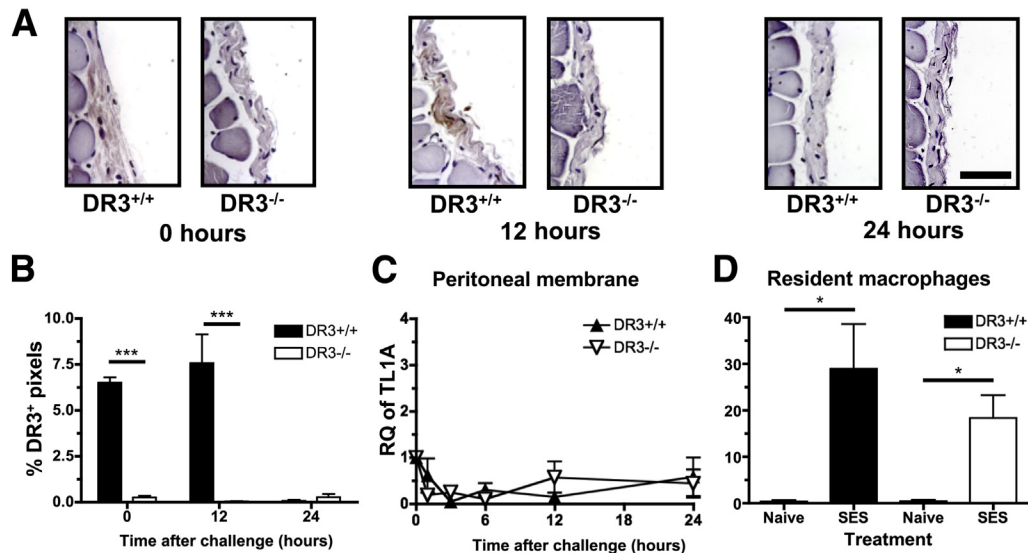 A
DR3+/+ DR3-/- DR3+/+ DR3-/- DR3+/+ DR3-/-
0 hours 12 hours 24 hours
B
% DR3+ pixels
10.0
7.5
5.0
2.5
0.0
*** ***
DR3+/+
DR3-/-
0 12 24
Time after challenge (hours)
C Peritoneal membrane
RQ of TL1A
4
3
2
1
0
DR3+/+
DR3-/-
0 6 12 18 24
Time after challenge (hours)
D Resident macrophages
40
30
20
10
0
* *
DR3+/+
DR3-/-
Naive SES Naive SES
Treatment